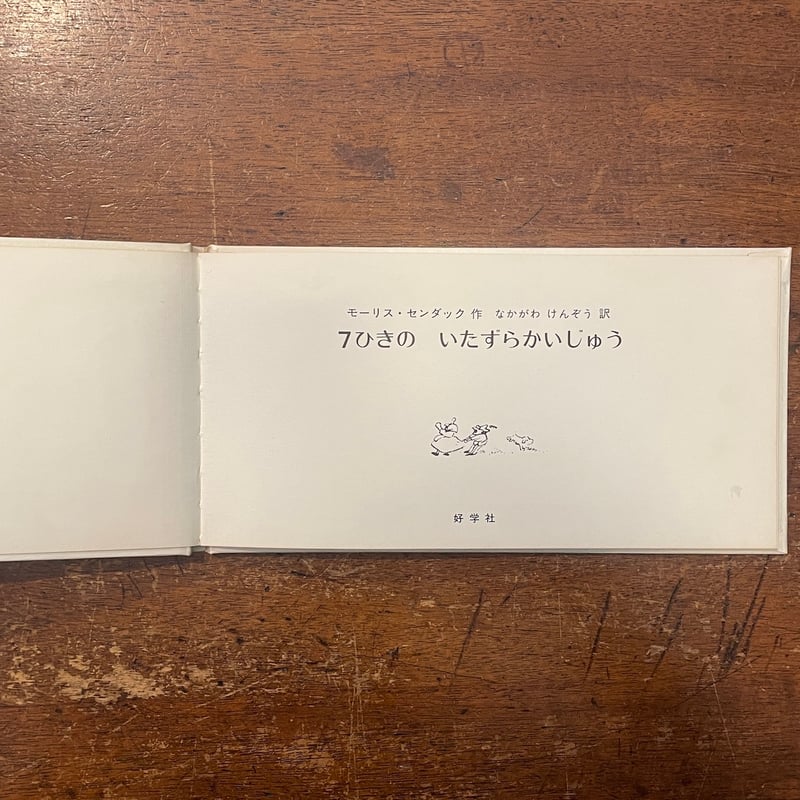 モーリス・センダック 作　なかがわ けんぞう 訳
7ひきの　いたずらかいじゅう
好学社